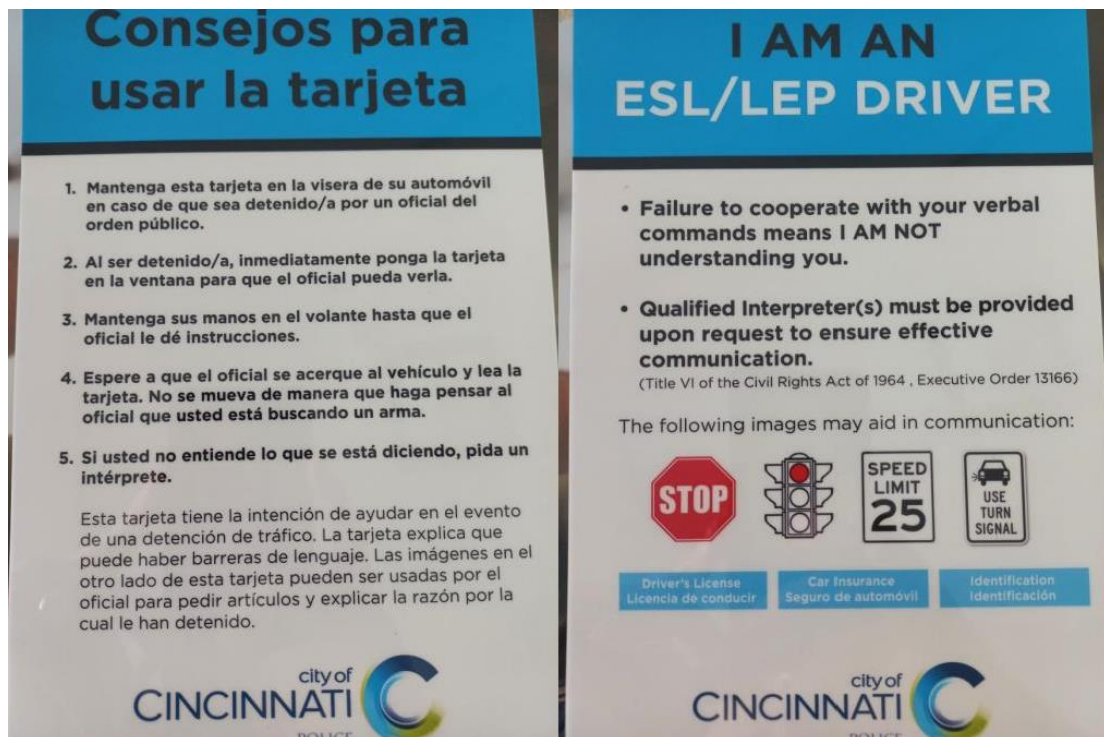 Consejos para
usar la tarjeta
1. Mantenga esta tarjeta en la visera de su automóvil
en caso de que sea detenido/a por un oficial del
orden público.
2. Al ser detenido/a, inmediatamente ponga la tarjeta
en la ventana para que el oficial pueda verla.
3. Mantenga sus manos en el volante hasta que el
oficial le dé instrucciones.
4. Espere a que el oficial se acerque al vehículo y lea la
tarjeta. No se mueva de manera que haga pensar al
oficial que usted está buscando un arma.
5. Si usted no entiende lo que se está diciendo, pida un
intérprete.
Esta tarjeta tiene la intención de ayudar en el evento
de una detención de tráfico. La tarjeta explica que
puede haber barreras de lenguaje. Las imágenes en el
otro lado de esta tarjeta pueden ser usadas por el
oficial para pedir artículos y explicar la razón por la
cual le han detenido.
city of
CINCINNATI
POLICE
I AM AN
ESL/LEP DRIVER
• Failure to cooperate with your verbal
commands means I AM NOT
understanding you.
• Qualified Interpreter(s) must be provided
upon request to ensure effective
communication.
(Title VI of the Civil Rights Act of 1964 , Executive Order 13166)
The following images may aid in communication:
STOP
SPEED
LIMIT
25
USE
TURN
SIGNAL
Driver's License
Licencia de conducir
Car Insurance
Seguro de automóvil
Identification
Identificación
city of
CINCINNATI
POLICE